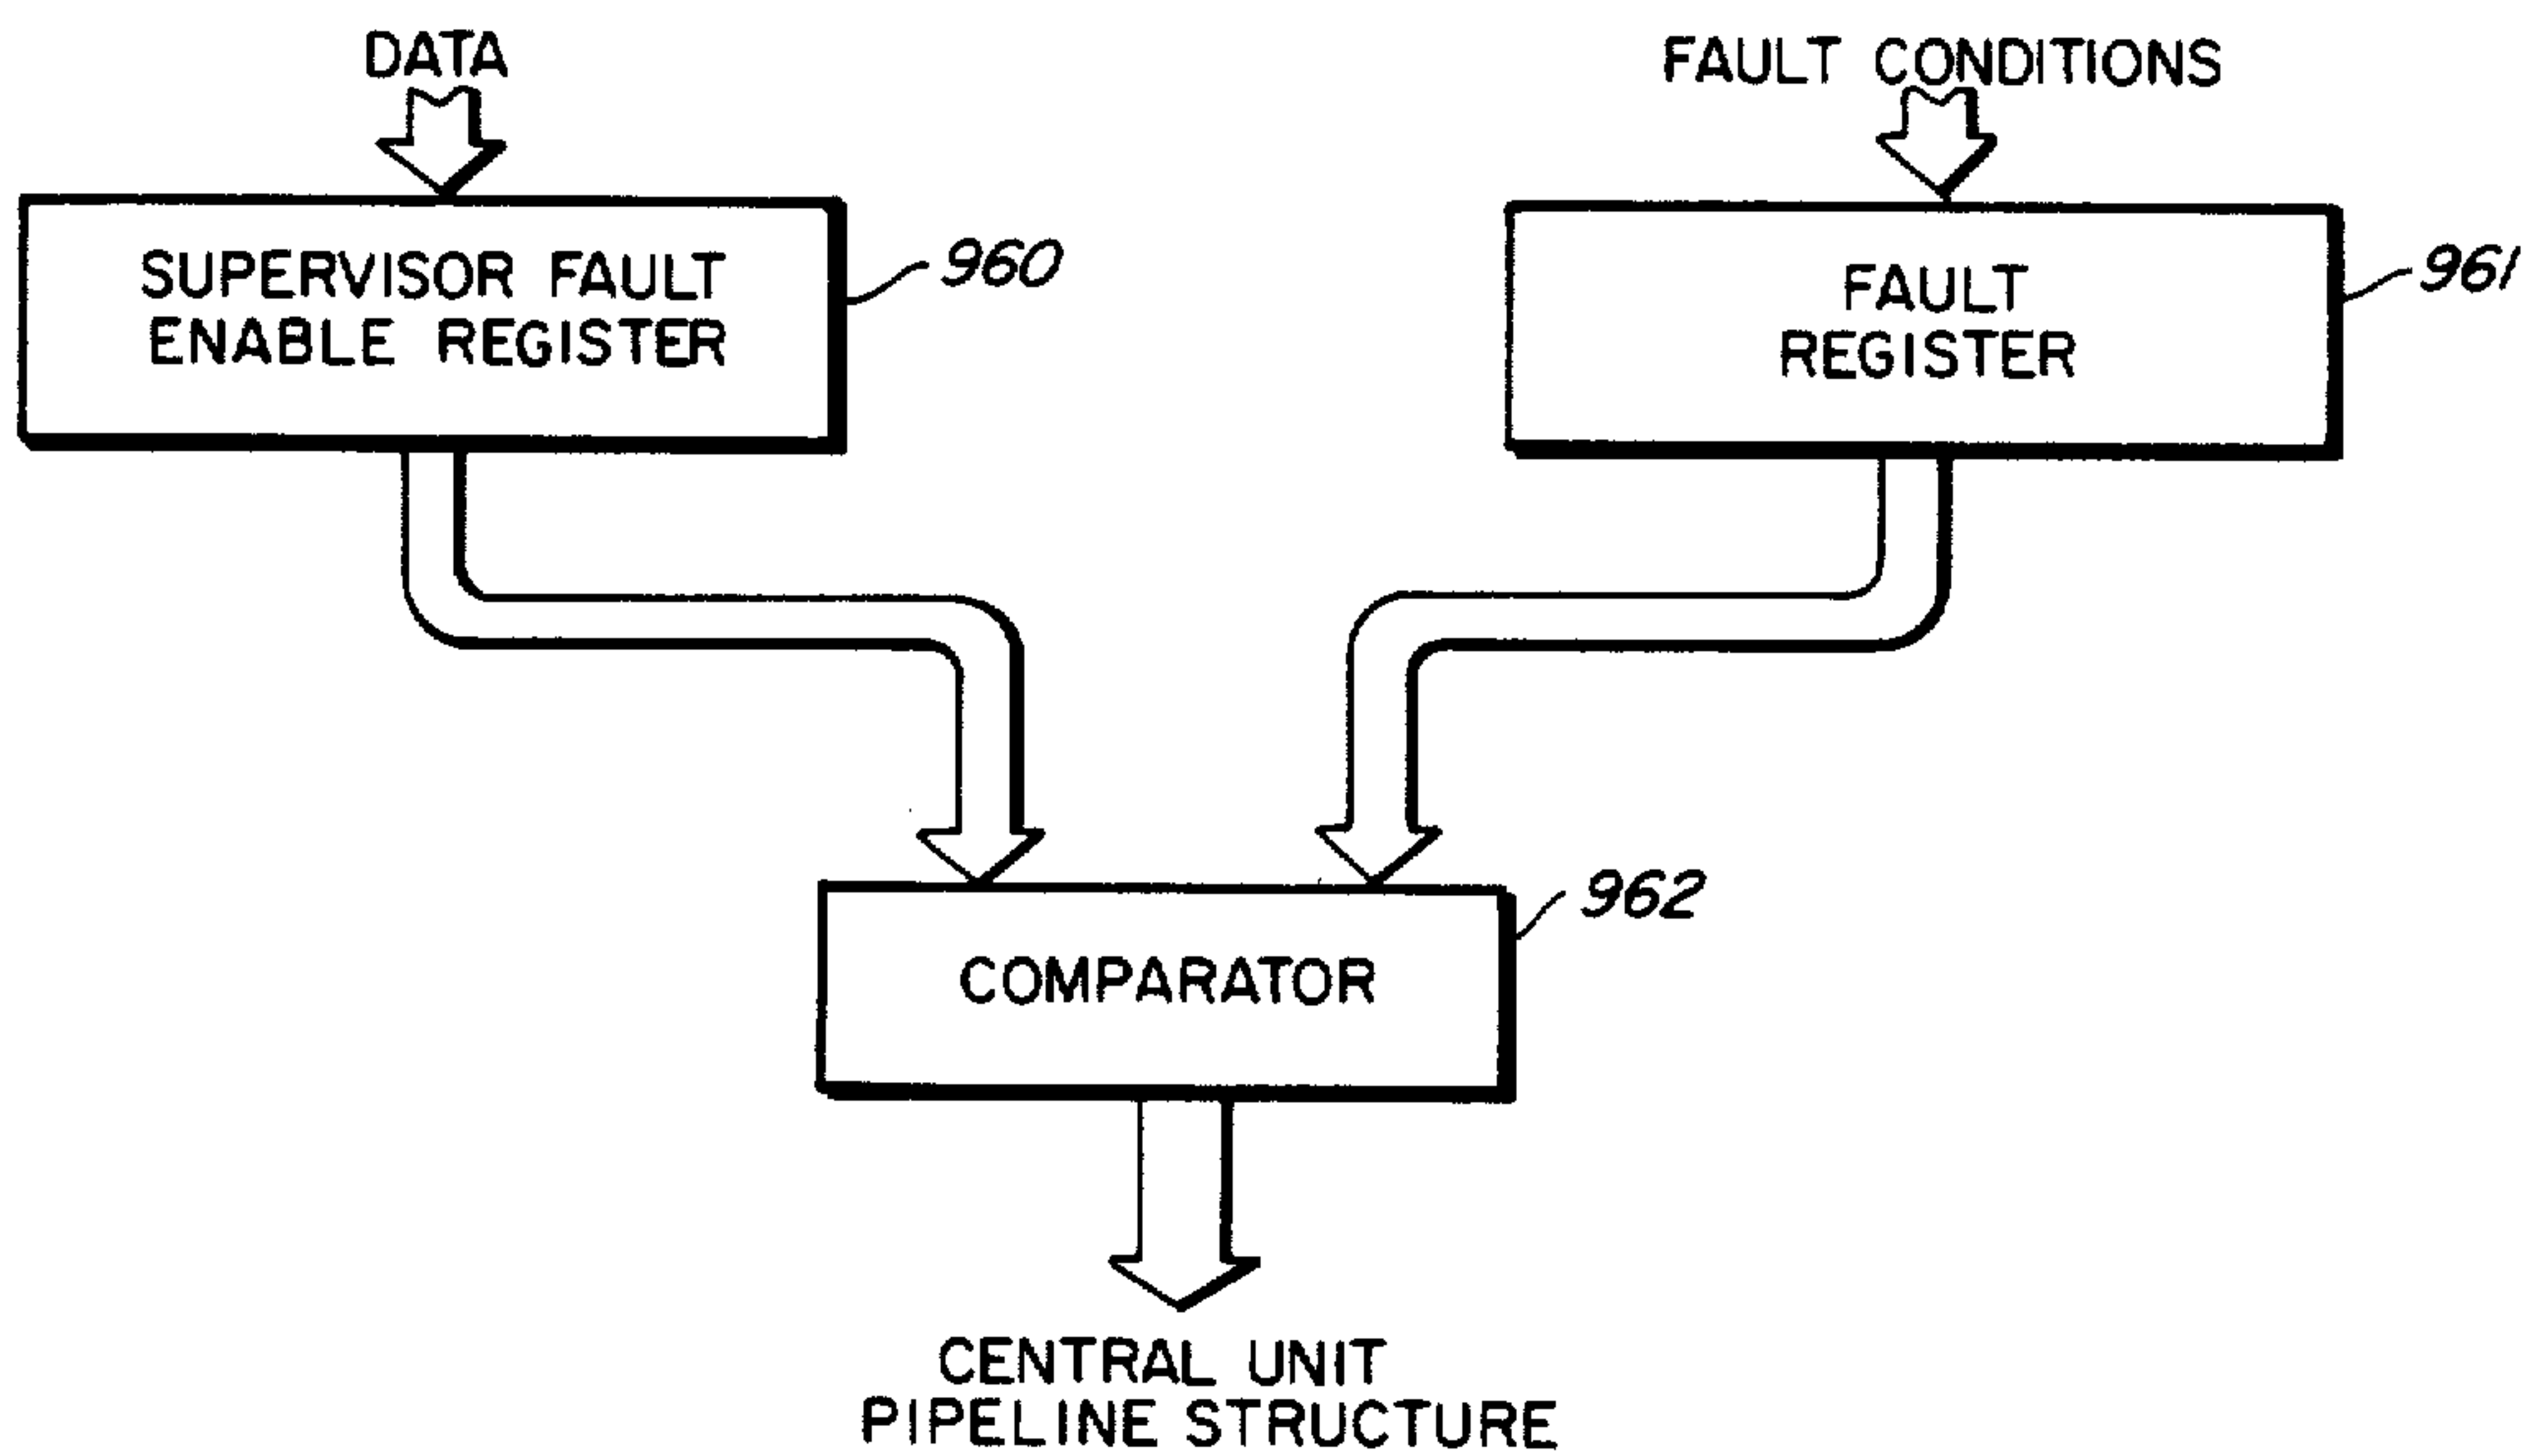 DATA
FAULT CONDITIONS
SUPERVISOR FAULT
ENABLE REGISTER
960
FAULT
REGISTER
961
COMPARATOR
962
CENTRAL UNIT
PIPELINE STRUCTURE